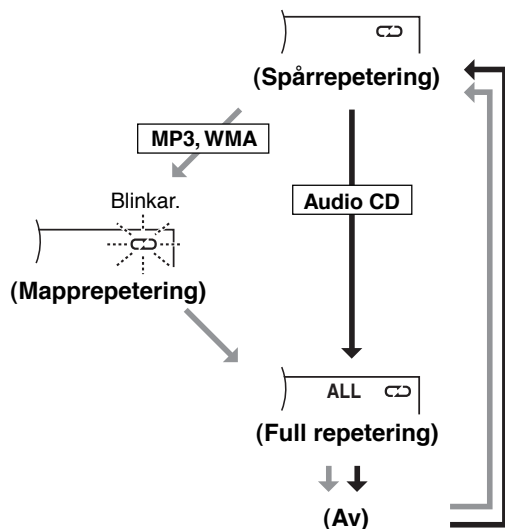 (Spårrepetering)
MP3, WMA
Blinkar.
Audio CD
(Mapprepetering)
ALL
(Full repetering)
(Av)